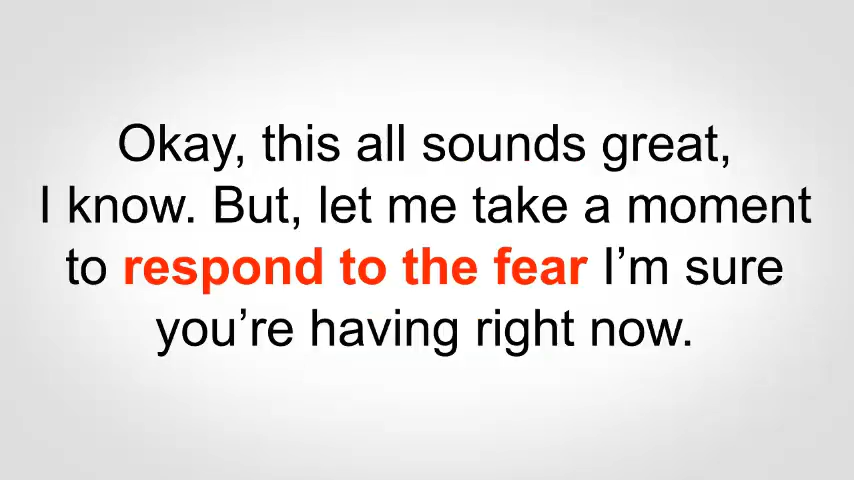 Okay, this all sounds great,
I know. But, let me take a moment
to respond to the fear I’m sure
you’re having right now.